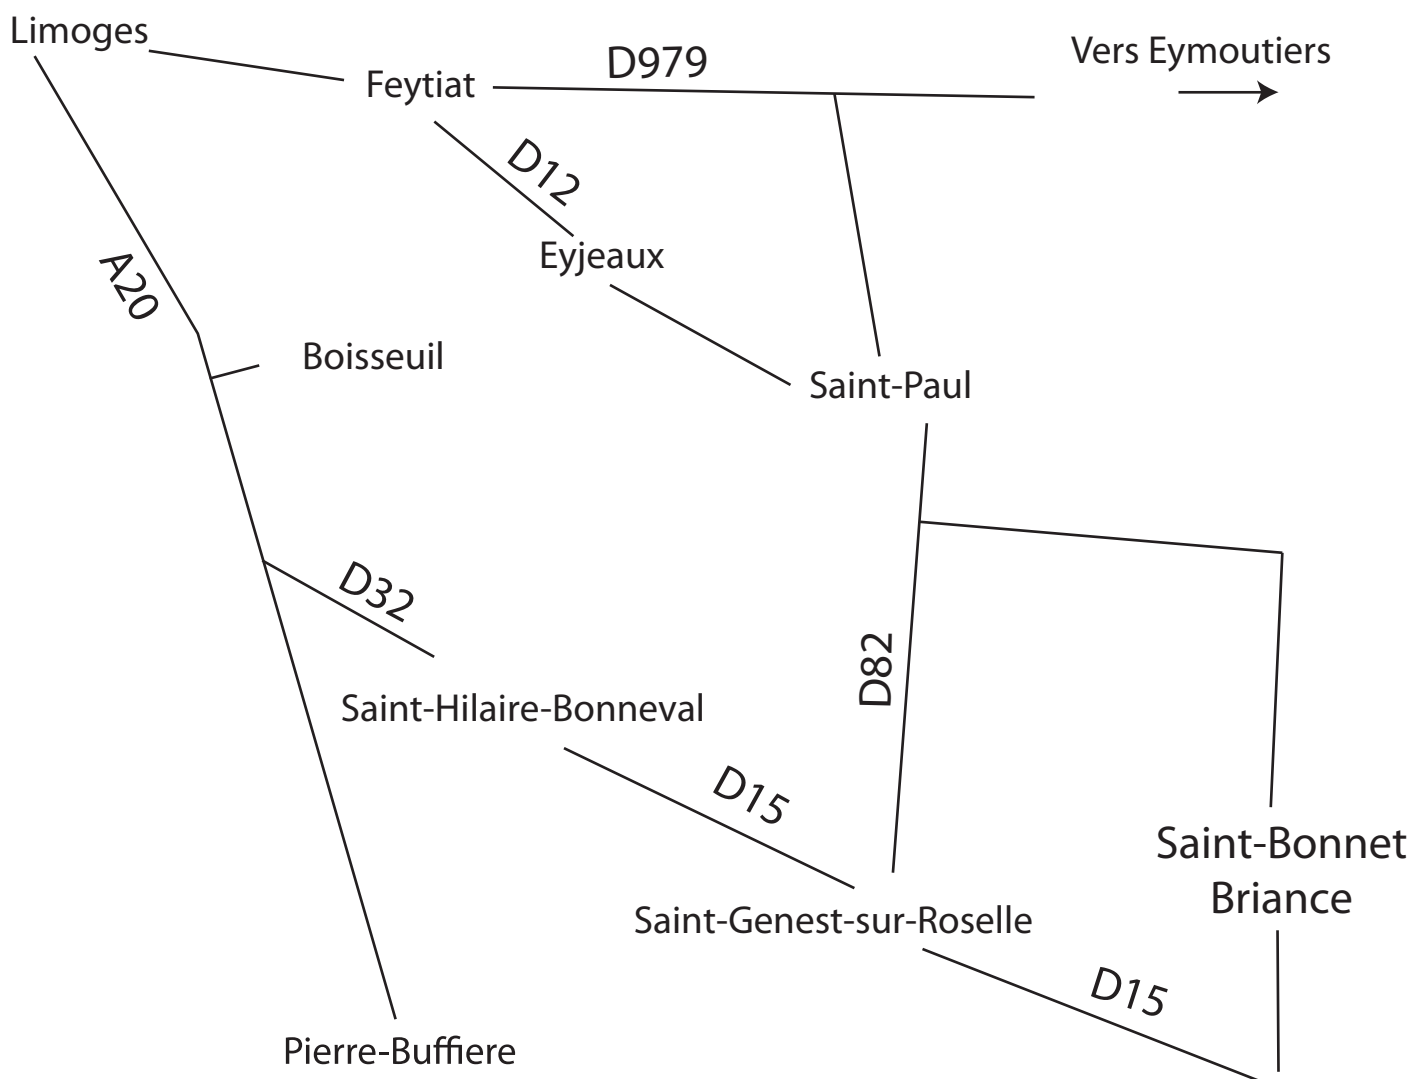 Limoges
Vers Eymoutiers
D979
Feytiat
D12
Eyjeaux
A20
Boisseuil
Saint-Paul
D32
D82
Saint-Hilaire-Bonneval
D15
Saint-Bonnet
Briance
Saint-Genest-sur-Roselle
D15
Pierre-Buffiere